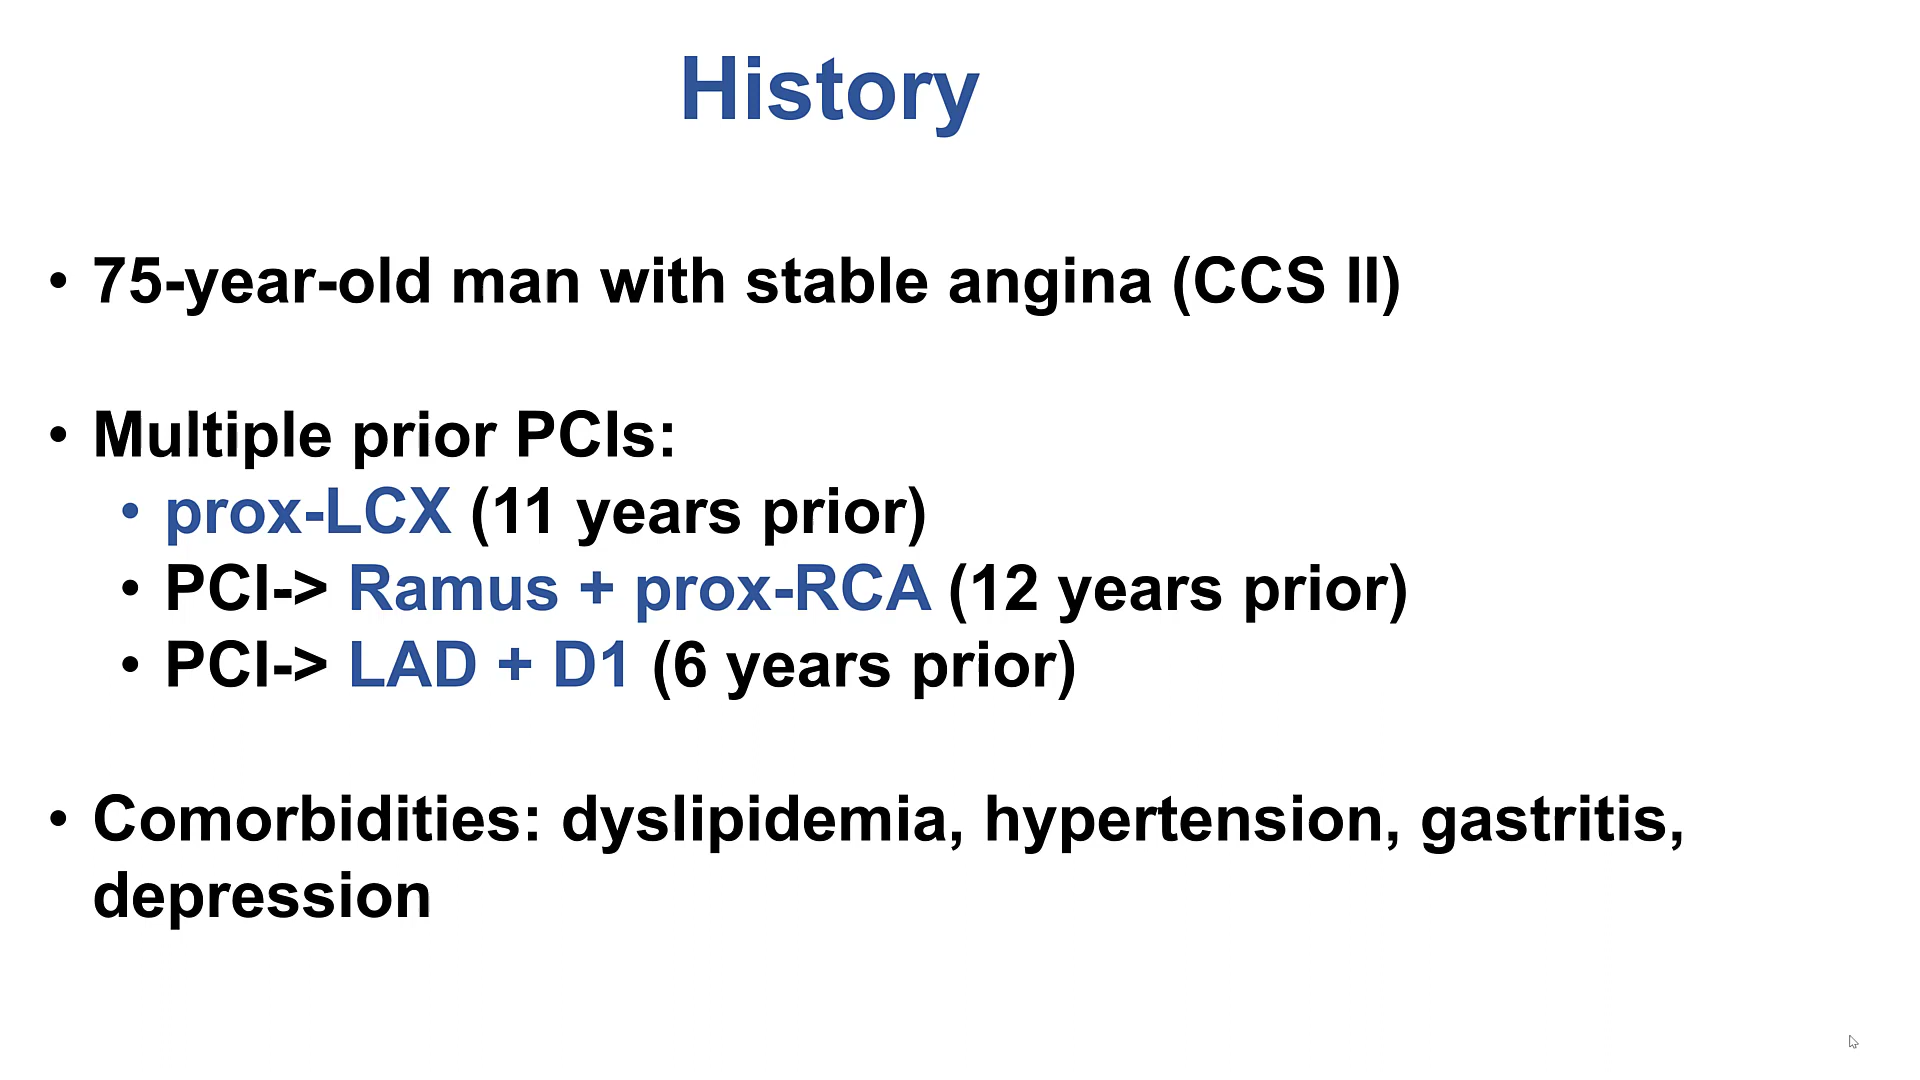 History
• 75-year-old man with stable angina (CCS II)
• Multiple prior PCIs:
• prox-LCX (11 years prior)
• PCI-> Ramus + prox-RCA (12 years prior)
• PCI-> LAD + D1 (6 years prior)
• Comorbidities: dyslipidemia, hypertension, gastritis,
depression